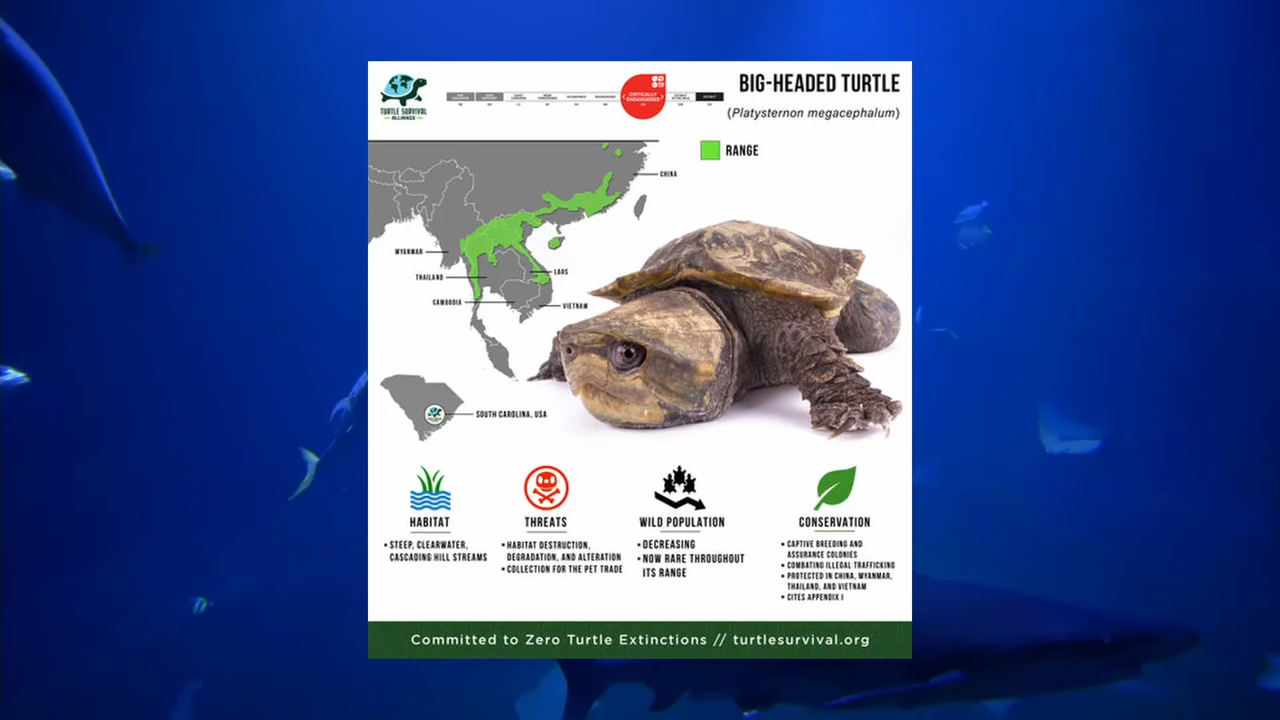 BIG-HEADED TURTLE
(Platysternon megacephalum)
TURTLE SURVIVAL
ALLIANCE
CRITICALLY
ENDANGERED
RANGE
CHINA
MYANMAR
THAILAND
LAOS
CAMBODIA
VIETNAM
SOUTH CAROLINA, USA
HABITAT
• STEEP, CLEARWATER,
CASCADING HILL STREAMS
THREATS
• HABITAT DESTRUCTION,
DEGRADATION, AND ALTERATION
• COLLECTION FOR THE PET TRADE
WILD POPULATION
• DECREASING
• NOW RARE THROUGHOUT
ITS RANGE
CONSERVATION
• CAPTIVE BREEDING AND
ASSURANCE COLONIES
• COMBATING ILLEGAL TRAFFICKING
• PROTECTED IN CHINA, MYANMAR,
THAILAND, AND VIETNAM
• CITES APPENDIX I
Committed to Zero Turtle Extinctions // turtlesurvival.org